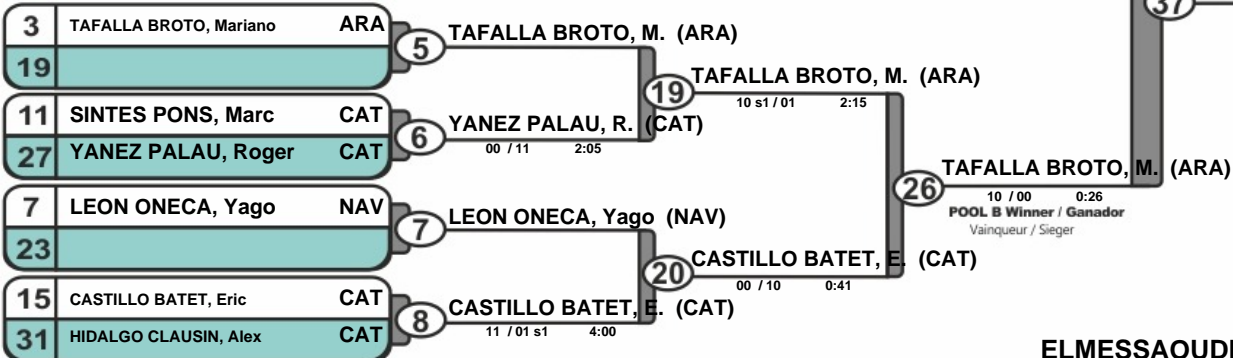 37
3 TAFALLA BROTO, Mariano ARA
19
5 TAFALLA BROTO, M. (ARA)
11 SINTES PONS, Marc CAT
27 YANEZ PALAU, Roger CAT
6 YANEZ PALAU, R. (CAT)
00 / 11 2:05
19 TAFALLA BROTO, M. (ARA)
10 s1 / 01 2:15
7 LEON ONECA, Yago NAV
23
7 LEON ONECA, Yago (NAV)
15 CASTILLO BATET, Eric CAT
31 HIDALGO CLAUSIN, Alex CAT
8 CASTILLO BATET, E. (CAT)
11 / 01 s1 4:00
20 CASTILLO BATET, E. (CAT)
00 / 10 0:41
26 TAFALLA BROTO, M. (ARA)
10 / 00 0:26
POOL B Winner / Ganador
Vainqueur / Sieger
ELMESSAOUDI